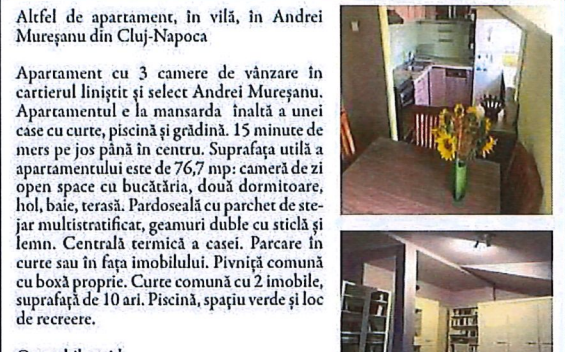 Altfel de apartament, în vilă, în Andrei
Mureșanu din Cluj-Napoca
Apartament cu 3 camere de vânzare în
cartierul liniștit și select Andrei Mureșanu.
Apartamentul e la mansarda înaltă a unei
case cu curte, piscină și grădină. 15 minute de
mers pe jos până în centru. Suprafața utilă a
apartamentului este de 76,7 mp: cameră de zi
open space cu bucătăria, două dormitoare,
hol, baie, terasă. Pardoseală cu parchet de ste-
jar multistratificat, geamuri duble cu sticlă și
lemn. Centrală termică a casei. Parcare în
curte sau în fața imobilului. Pivniță comună
cu boxă proprie. Curte comună cu 2 imobile,
suprafață de 10 ari. Piscină, spațiu verde și loc
de recreere.